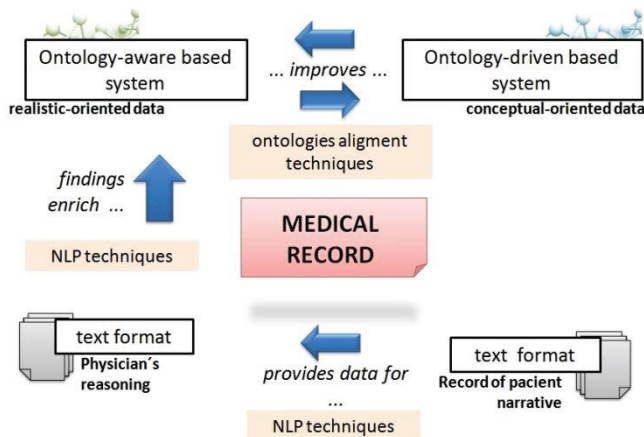 Ontology-aware based
system
realistic-oriented data
... improves ...
Ontology-driven based
system
conceptual-oriented data
ontologies aligment
techniques
findings
enrich ...
NLP techniques
MEDICAL
RECORD
text format
Physician´s
reasoning
provides data for
...
NLP techniques
text format
Record of pacient
narrative